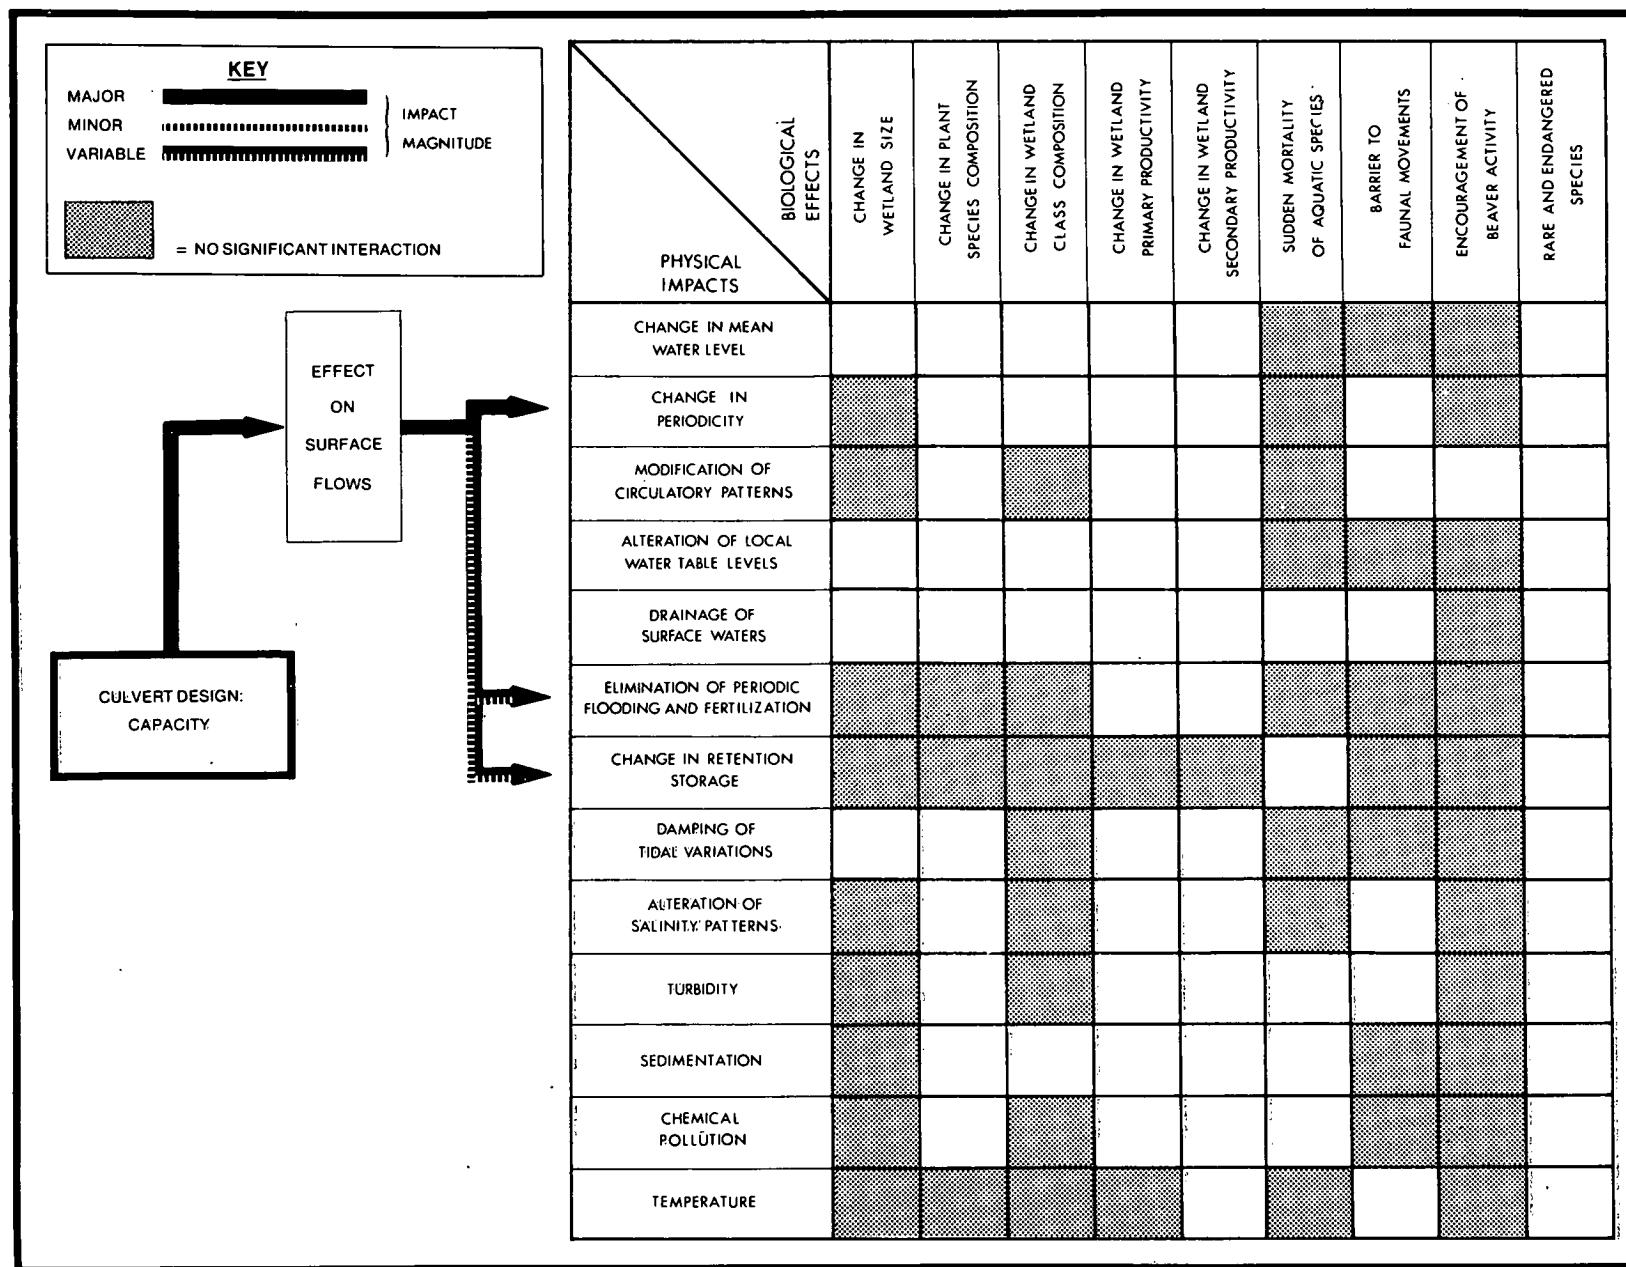 KEY
MAJOR
MINOR
VARIABLE
IMPACT
MAGNITUDE
= NO SIGNIFICANT INTERACTION
EFFECT
ON
SURFACE
FLOWS
CULVERT DESIGN:
CAPACITY
BIOLOGICAL
EFFECTS
PHYSICAL
IMPACTS
CHANGE IN
WETLAND SIZE
CHANGE IN PLANT
SPECIES COMPOSITION
CHANGE IN WETLAND
CLASS COMPOSITION
CHANGE IN WETLAND
PRIMARY PRODUCTIVITY
CHANGE IN WETLAND
SECONDARY PRODUCTIVITY
SUDDEN MORTALITY
OF AQUATIC SPECIES
BARRIER TO
FAUNAL MOVEMENTS
ENCOURAGEMENT OF
BEAVER ACTIVITY
RARE AND ENDANGERED
SPECIES
CHANGE IN MEAN
WATER LEVEL
CHANGE IN
PERIODICITY
MODIFICATION OF
CIRCULATORY PATTERNS
ALTERATION OF LOCAL
WATER TABLE LEVELS
DRAINAGE OF
SURFACE WATERS
ELIMINATION OF PERIODIC
FLOODING AND FERTILIZATION
CHANGE IN RETENTION
STORAGE
DAMPING OF
TIDAL VARIATIONS
ALTERATION OF
SALINITY PATTERNS
TURBIDITY
SEDIMENTATION
CHEMICAL
POLLUTION
TEMPERATURE